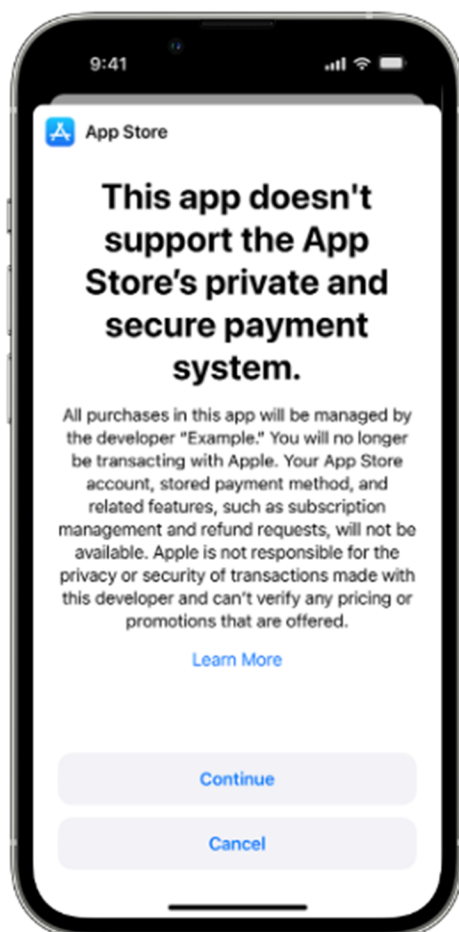 9:41
App Store
This app doesn't
support the App
Store's private and
secure payment
system.
All purchases in this app will be managed by
the developer "Example." You will no longer
be transacting with Apple. Your App Store
account, stored payment method, and
related features, such as subscription
management and refund requests, will not be
available. Apple is not responsible for the
privacy or security of transactions made with
this developer and can't verify any pricing or
promotions that are offered.
Learn More
Continue
Cancel